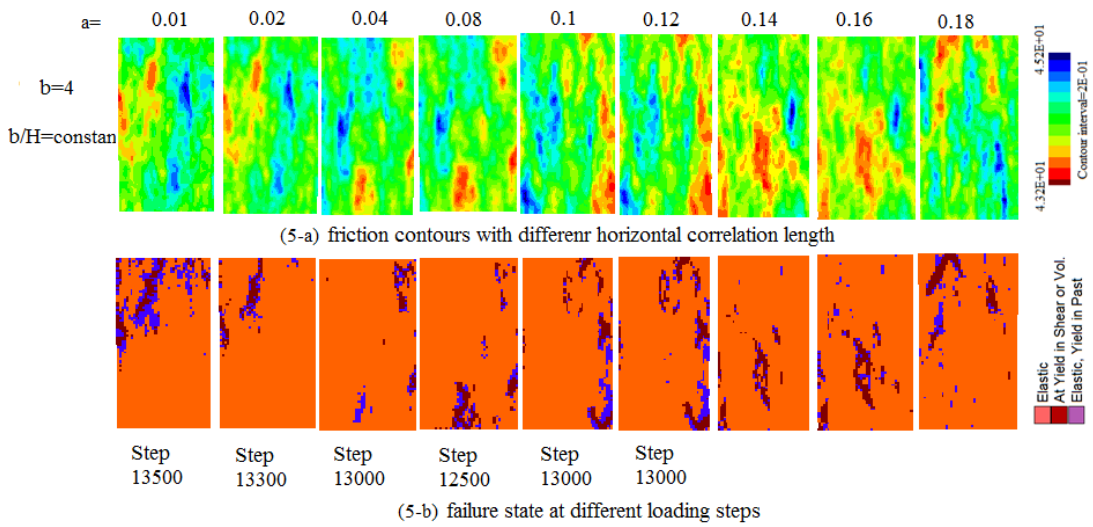 a= 0.01 0.02 0.04 0.08 0.1 0.12 0.14 0.16 0.18
b=4
b/H=constan
4.52E+01
Contour interval=2E-01
4.32E+01
(5-a) friction contours with differenr horizontal correlation length
Elastic
At Yield in Shear or Vol.
Elastic, Yield in Past
Step Step Step Step Step Step
13500 13300 13000 12500 13000 13000
(5-b) failure state at different loading steps